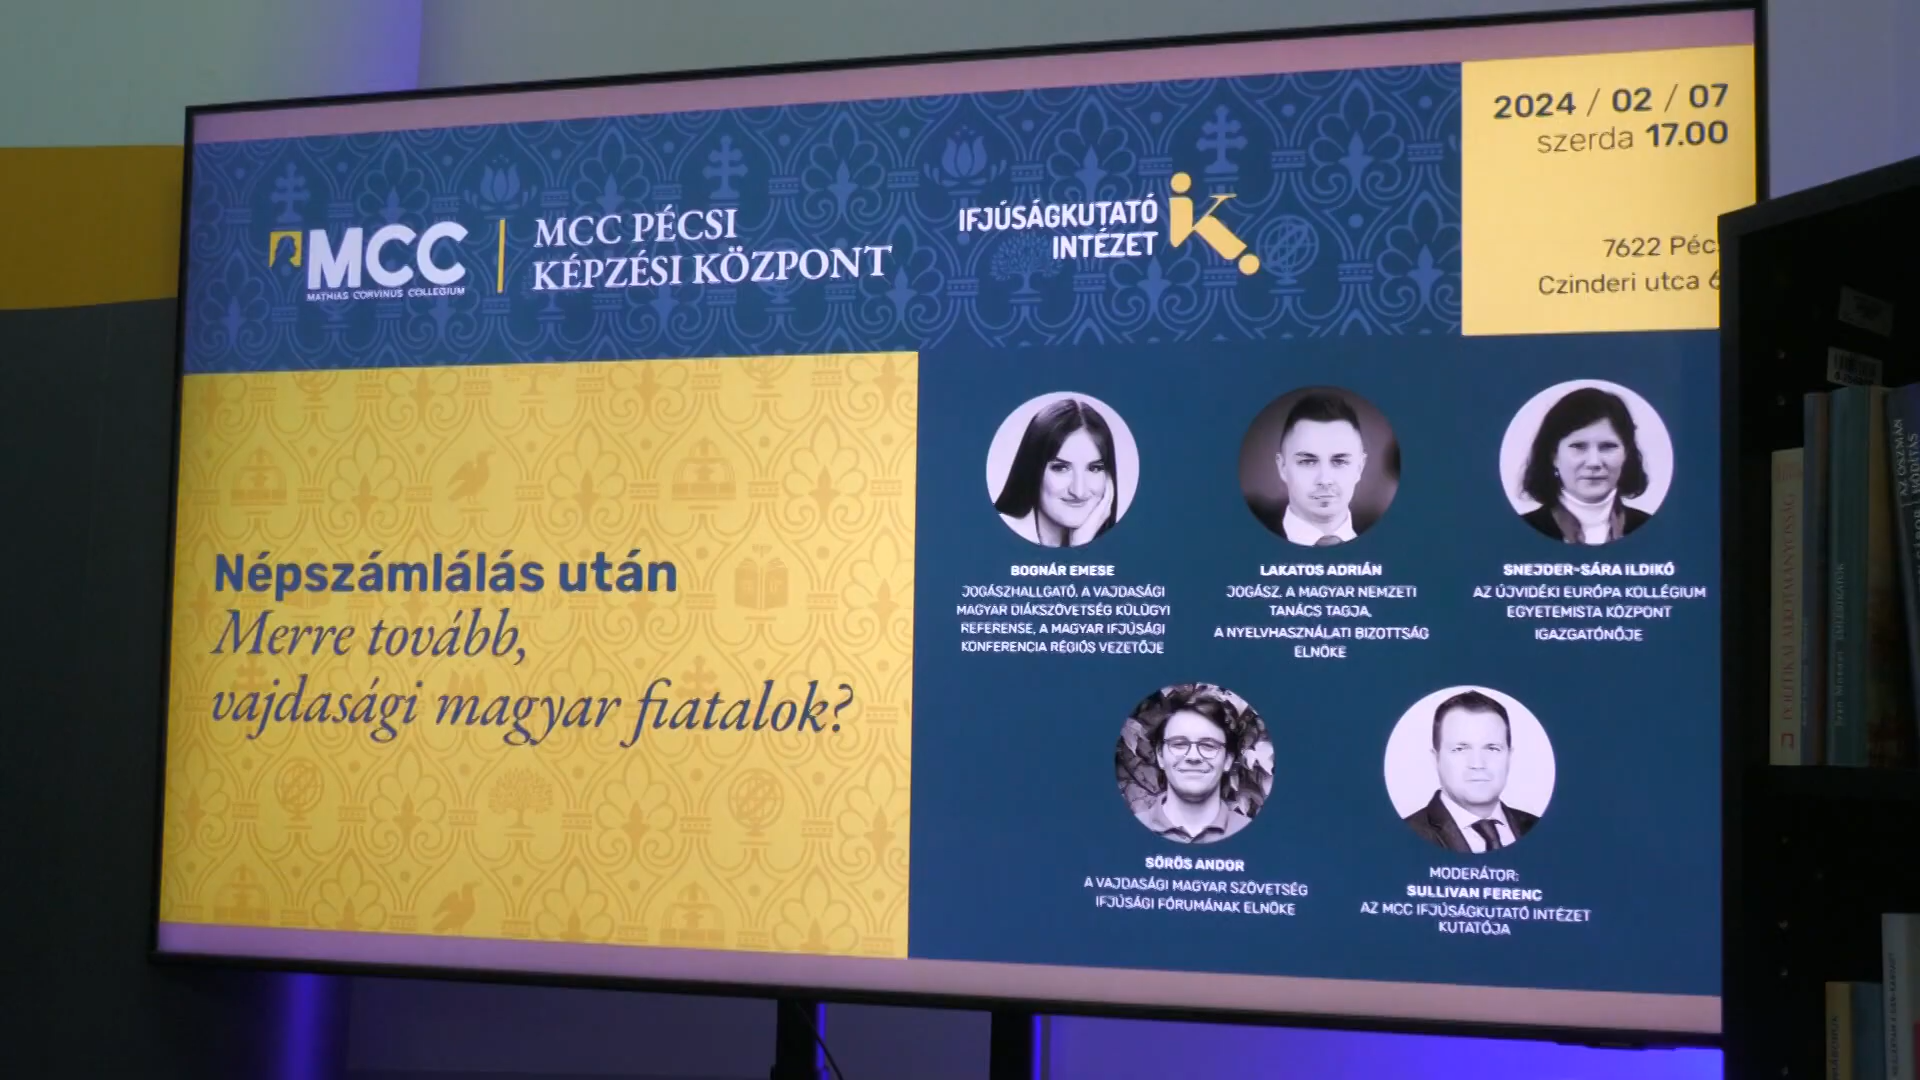 2024 / 02 / 07
szerda 17.00
7622 Péc
Czinderi utca 6
MCC
MATHIAS CORVINUS COLLEGIUM
MCC PÉCSI
KÉPZÉSI KÖZPONT
IFJÚSÁGKUTATÓ
INTÉZET
Népszámlálás után
Merre tovább,
vajdasági magyar fiatalok?
BOGNÁR EMESE
JOGÁSZHALLGATÓ, A VAJDASÁGI
MAGYAR DIÁKSZÖVETSÉG KÜLÜGYI
REFERENSE, A MAGYAR IFJÚSÁGI
KONFERENCIA RÉGIÓS VEZETŐJE
LAKATOS ADRIÁN
JOGÁSZ, A MAGYAR NEMZETI
TANÁCS TAGJA,
A NYELVHASZNÁLATI BIZOTTSÁG
ELNÖKE
SNEJDER-SÁRA ILDIKÓ
AZ ÚJVIDÉKI EURÓPA KOLLÉGIUM
EGYETEMISTA KÖZPONT
IGAZGATÓNŐJE
SÖRÖS ANDOR
A VAJDASÁGI MAGYAR SZÖVETSÉG
IFJÚSÁGI FÓRUMÁNAK ELNÖKE
MODERÁTOR:
SULLIVAN FERENC
AZ MCC IFJÚSÁGKUTATÓ INTÉZET
KUTATÓJA
AZ OSZMÁN
HÓDÍTÁS